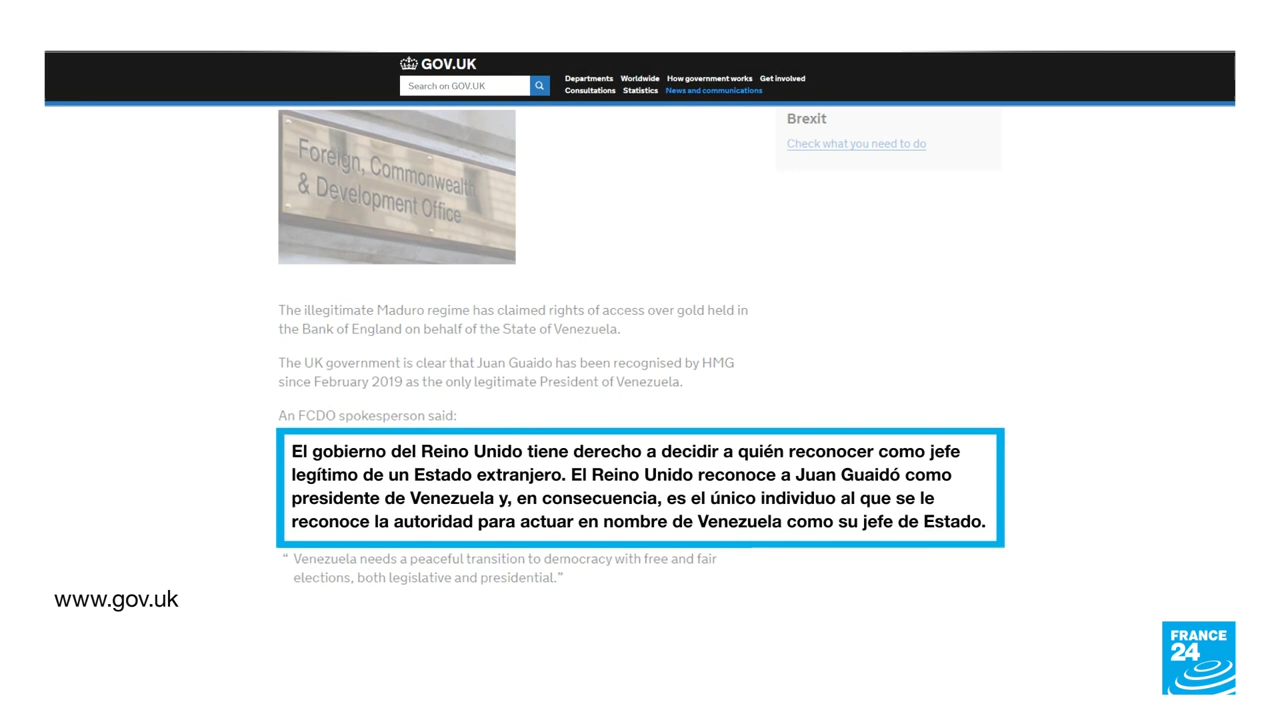 GOV.UK
Search on GOV.UK
Departments Worldwide How government works Get involved
Consultations Statistics News and communications
Foreign, Commonwealth
& Development Office
Brexit
Check what you need to do
The illegitimate Maduro regime has claimed rights of access over gold held in
the Bank of England on behalf of the State of Venezuela.
The UK government is clear that Juan Guaido has been recognised by HMG
since February 2019 as the only legitimate President of Venezuela.
An FCDO spokesperson said:
El gobierno del Reino Unido tiene derecho a decidir a quién reconocer como jefe
legítimo de un Estado extranjero. El Reino Unido reconoce a Juan Guaidó como
presidente de Venezuela y, en consecuencia, es el único individuo al que se le
reconoce la autoridad para actuar en nombre de Venezuela como su jefe de Estado.
“ Venezuela needs a peaceful transition to democracy with free and fair
elections, both legislative and presidential.”
www.gov.uk
FRANCE
24